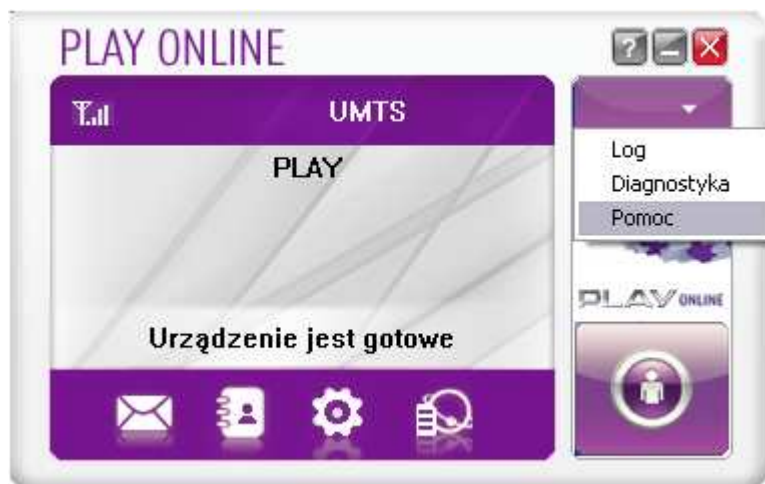 PLAY ONLINE
?
UMTS
PLAY
Urządzenie jest gotowe
Log
Diagnostyka
Pomoc
PLAY ONLINE